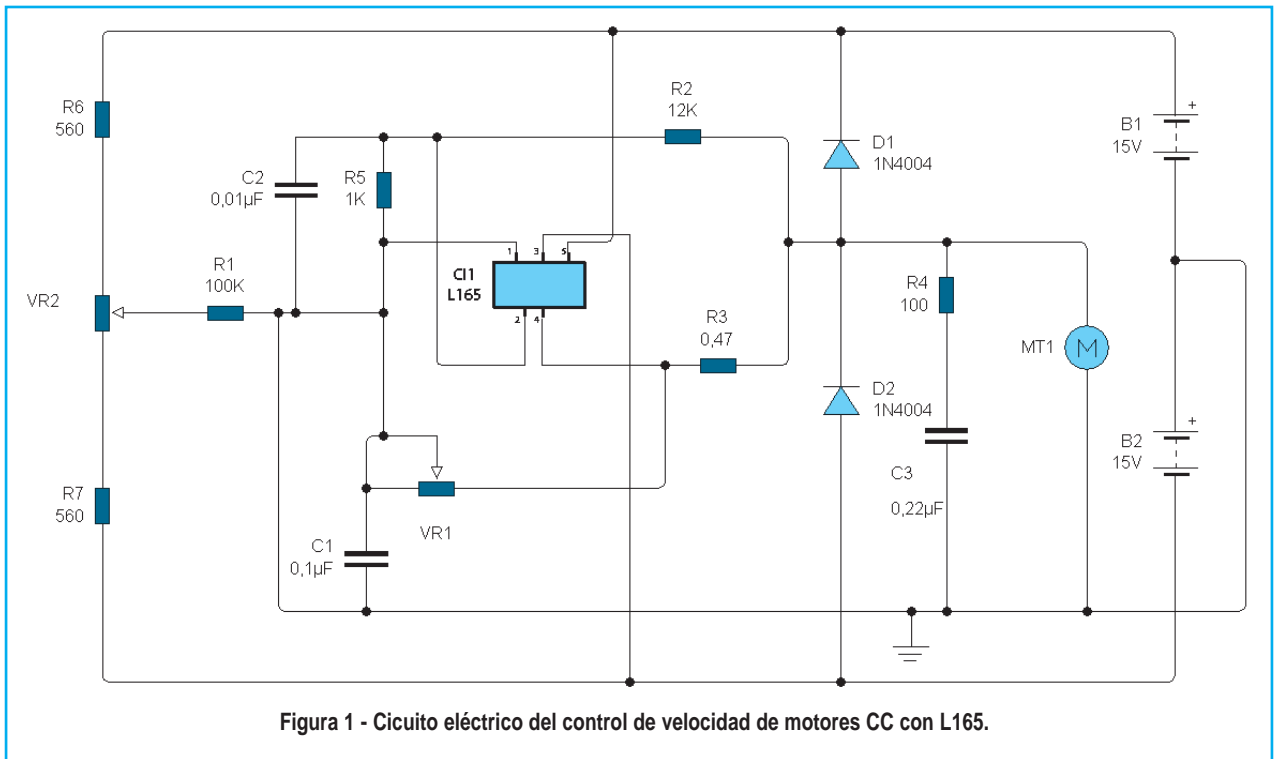 R6
560
R2
12K
D1
1N4004
B1
15V
+
C2
0,01µF
R5
1K
R1
100K
VR2
1
3
5
CI1
L165
2
4
R3
0,47
R4
100
MT1
M
D2
1N4004
B2
15V
+
C3
0,22µF
R7
560
C1
0,1µF
VR1
Figura 1 - Cicuito eléctrico del control de velocidad de motores CC con L165.